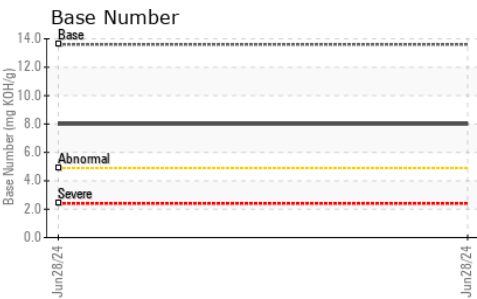 Base Number
Base
14.0
12.0
10.0
8.0
6.0
4.0
2.0
0.0
Abnormal
Severe
Base Number (mg KOH/g)
Jun28/24
Jun28/24